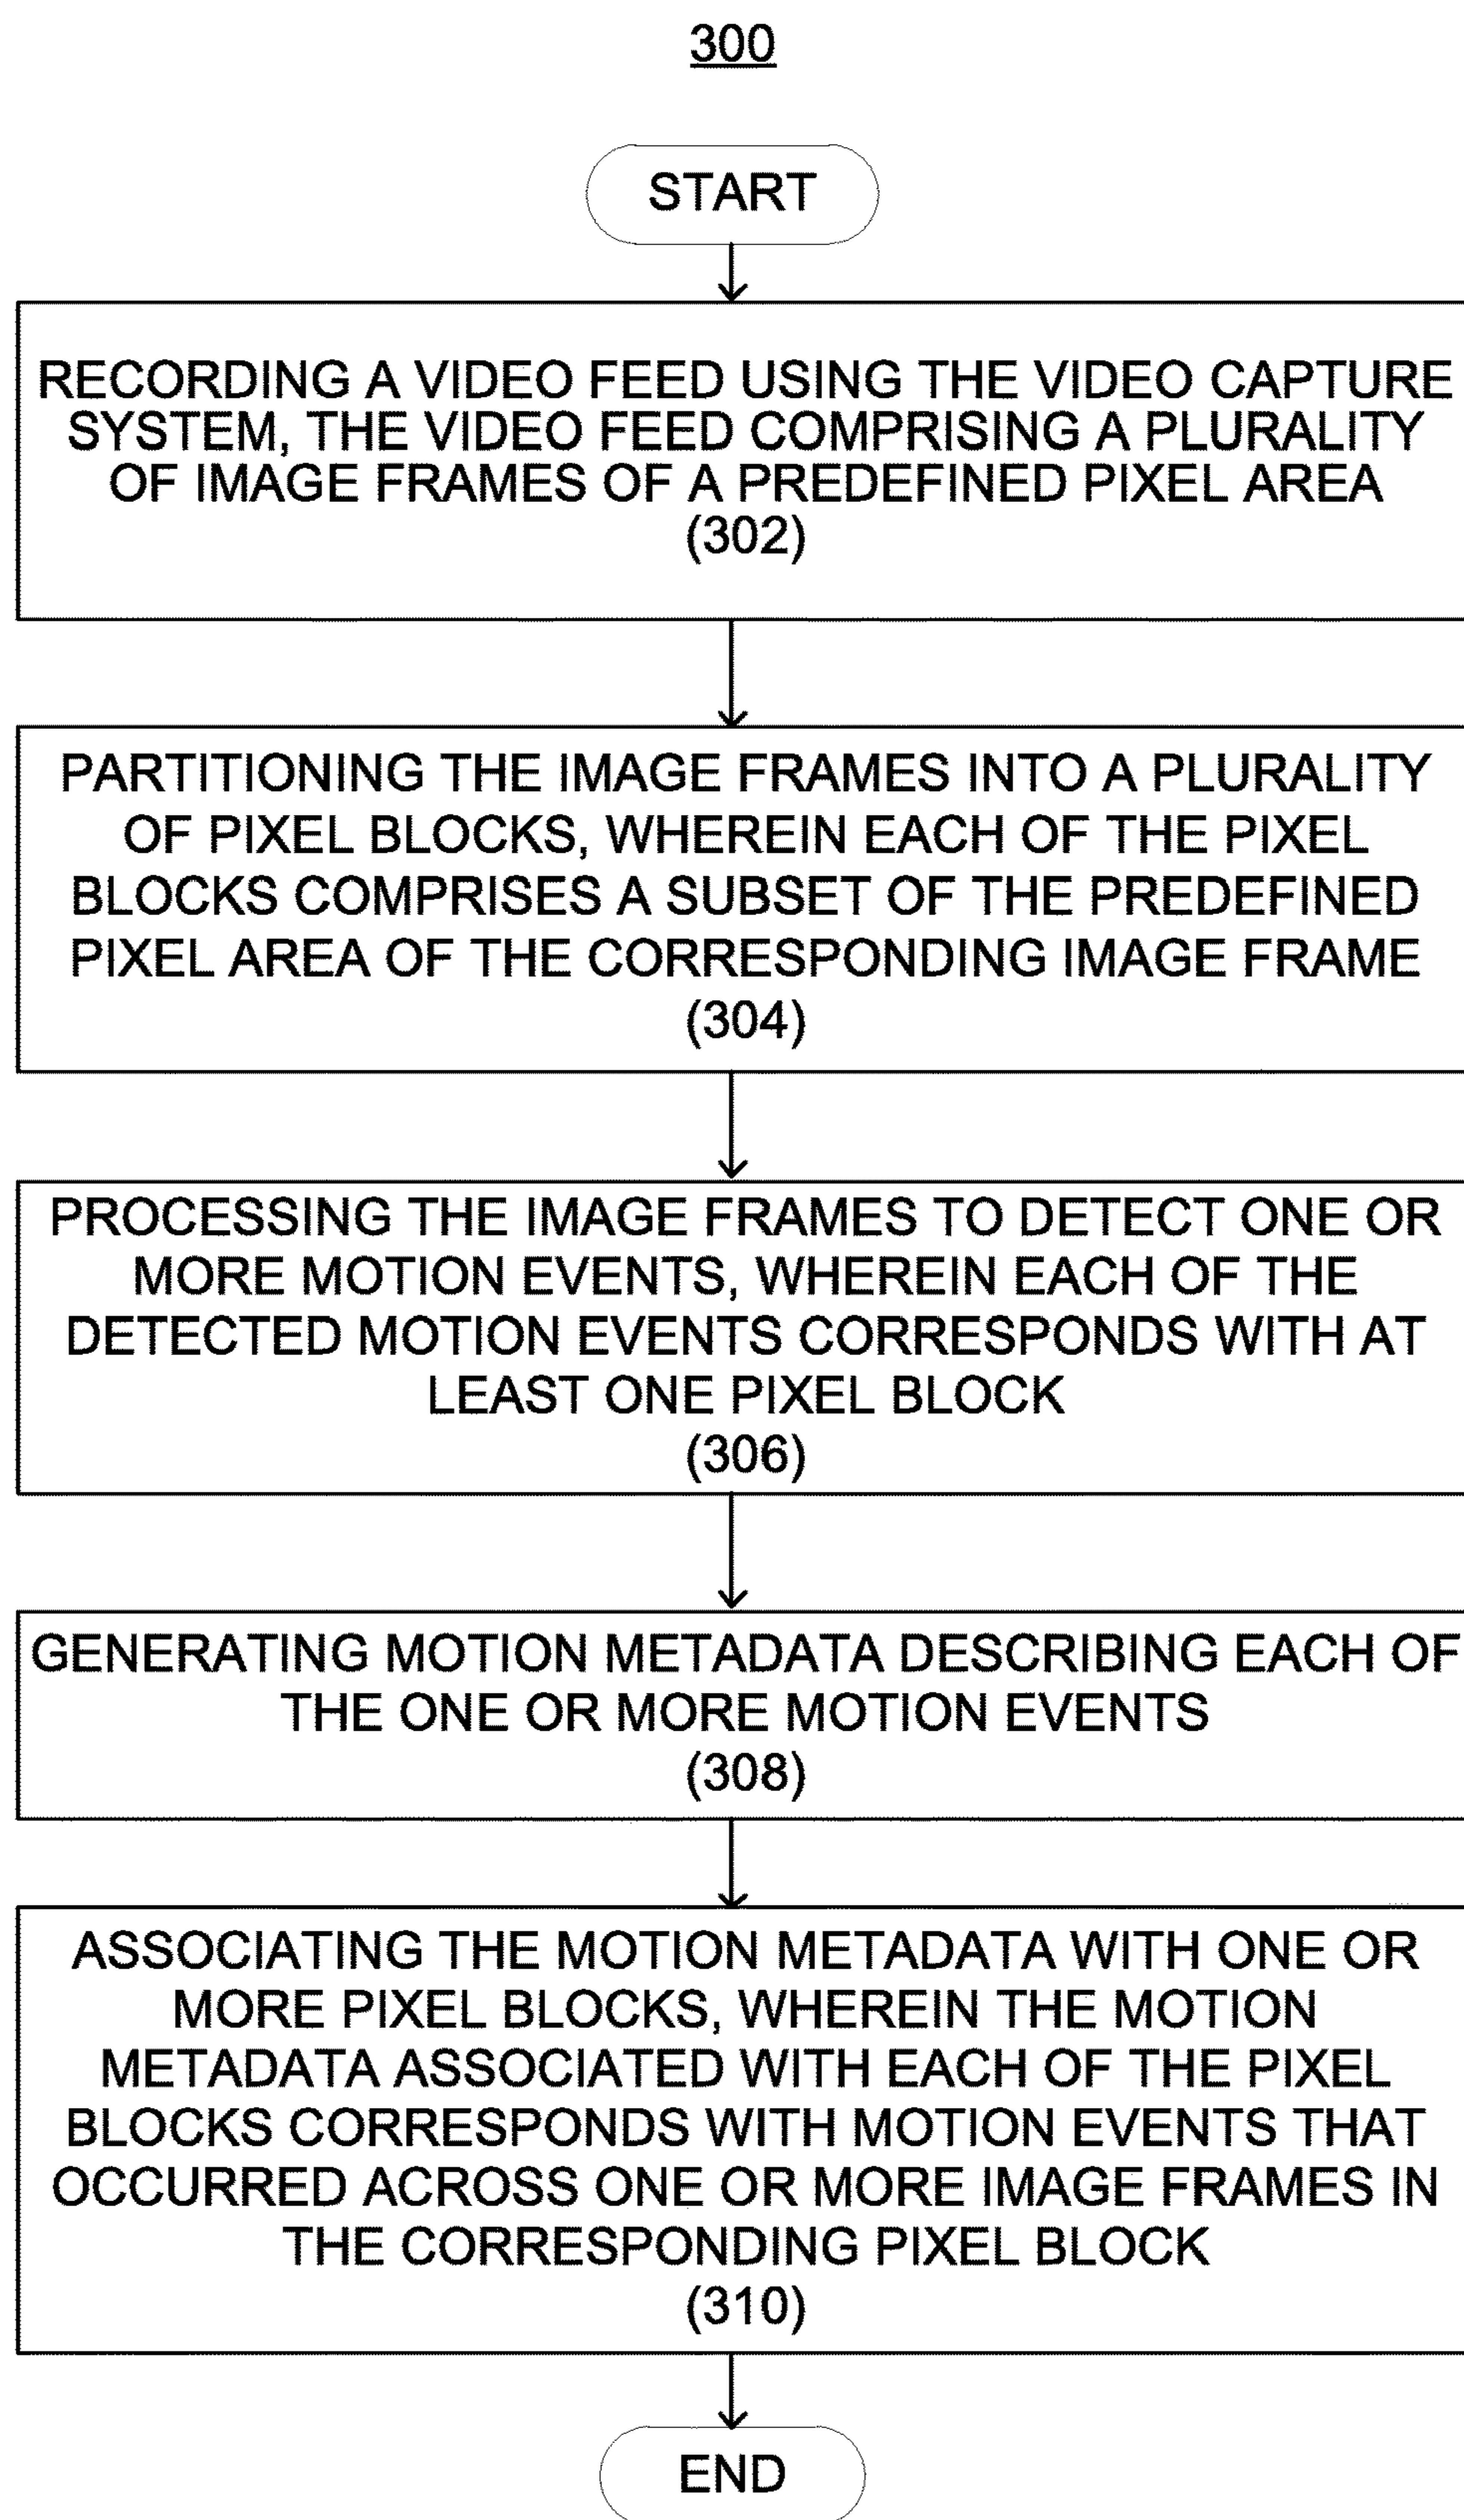 300
START
RECORDING A VIDEO FEED USING THE VIDEO CAPTURE
SYSTEM, THE VIDEO FEED COMPRISING A PLURALITY
OF IMAGE FRAMES OF A PREDEFINED PIXEL AREA
(302)
PARTITIONING THE IMAGE FRAMES INTO A PLURALITY
OF PIXEL BLOCKS, WHEREIN EACH OF THE PIXEL
BLOCKS COMPRISES A SUBSET OF THE PREDEFINED
PIXEL AREA OF THE CORRESPONDING IMAGE FRAME
(304)
PROCESSING THE IMAGE FRAMES TO DETECT ONE OR
MORE MOTION EVENTS, WHEREIN EACH OF THE
DETECTED MOTION EVENTS CORRESPONDS WITH AT
LEAST ONE PIXEL BLOCK
(306)
GENERATING MOTION METADATA DESCRIBING EACH OF
THE ONE OR MORE MOTION EVENTS
(308)
ASSOCIATING THE MOTION METADATA WITH ONE OR
MORE PIXEL BLOCKS, WHEREIN THE MOTION
METADATA ASSOCIATED WITH EACH OF THE PIXEL
BLOCKS CORRESPONDS WITH MOTION EVENTS THAT
OCCURRED ACROSS ONE OR MORE IMAGE FRAMES IN
THE CORRESPONDING PIXEL BLOCK
(310)
END